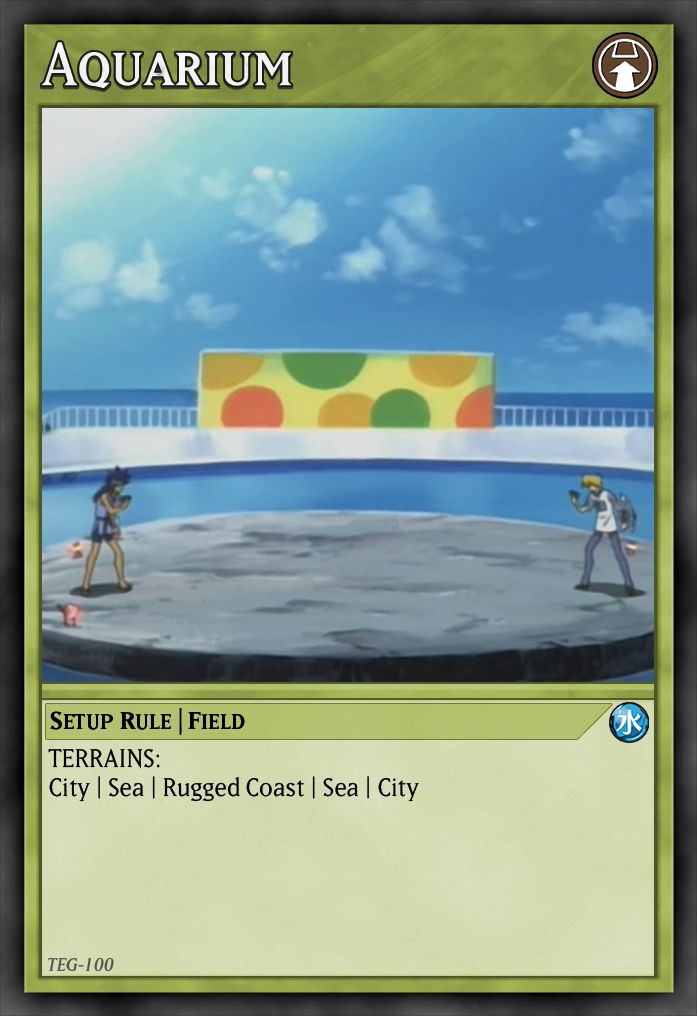 Aquarium
Setup Rule | Field
水
TERRAINS:
City | Sea | Rugged Coast | Sea | City
TEG-100